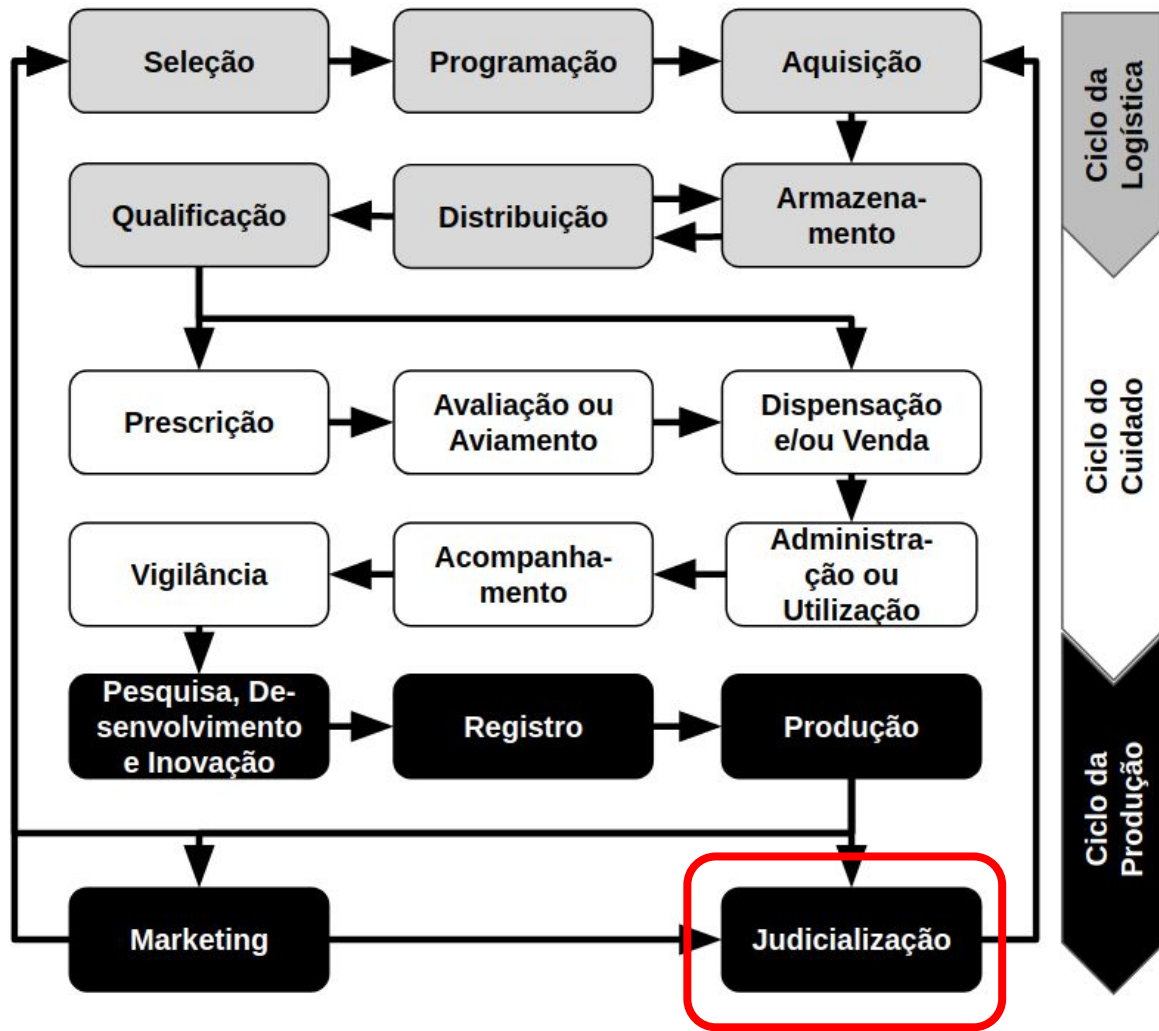 Seleção
Programação
Aquisição
Ciclo da
Logística
Qualificação
Distribuição
Armazena-
mento
Prescrição
Avaliação ou
Aviamento
Dispensação
e/ou Venda
Ciclo do
Cuidado
Vigilância
Acompanha-
mento
Administra-
ção ou
Utilização
Pesquisa, De-
senvolvimento
e Inovação
Registro
Produção
Ciclo da
Produção
Marketing
Judicialização